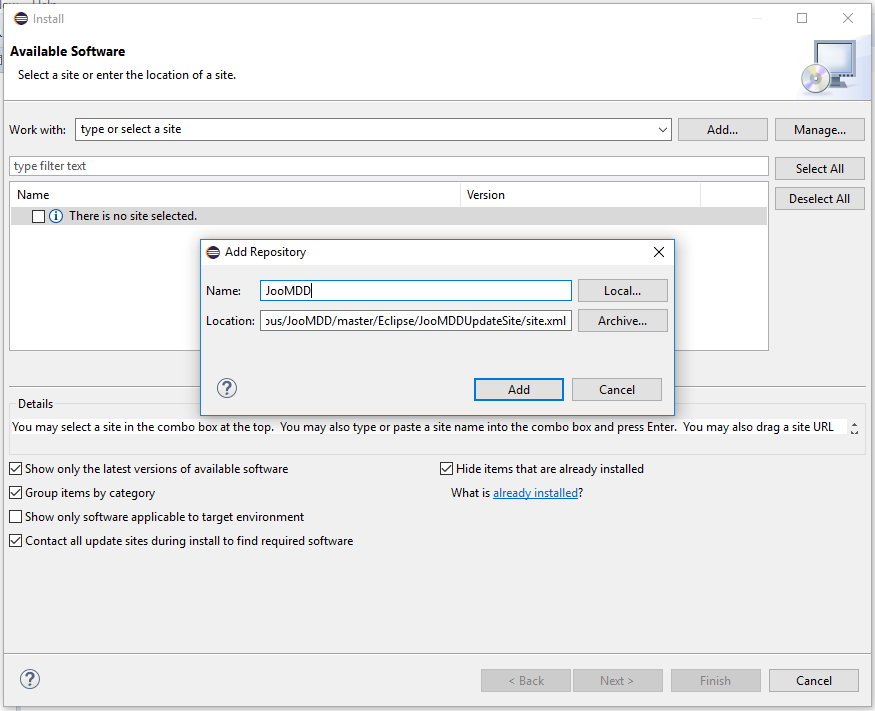 Install
Available Software
Select a site or enter the location of a site.
Work with: type or select a site Add... Manage...
type filter text Select All
Name Version Deselect All
There is no site selected.
Add Repository
Name: JooMDD Local...
Location: ous/JooMDD/master/Eclipse/JooMDDUpdateSite/site.xml Archive...
Add Cancel
Details
You may select a site in the combo box at the top. You may also type or paste a site name into the combo box and press Enter. You may also drag a site URL
Show only the latest versions of available software Hide items that are already installed
Group items by category What is already installed?
Show only software applicable to target environment
Contact all update sites during install to find required software
< Back Next > Finish Cancel